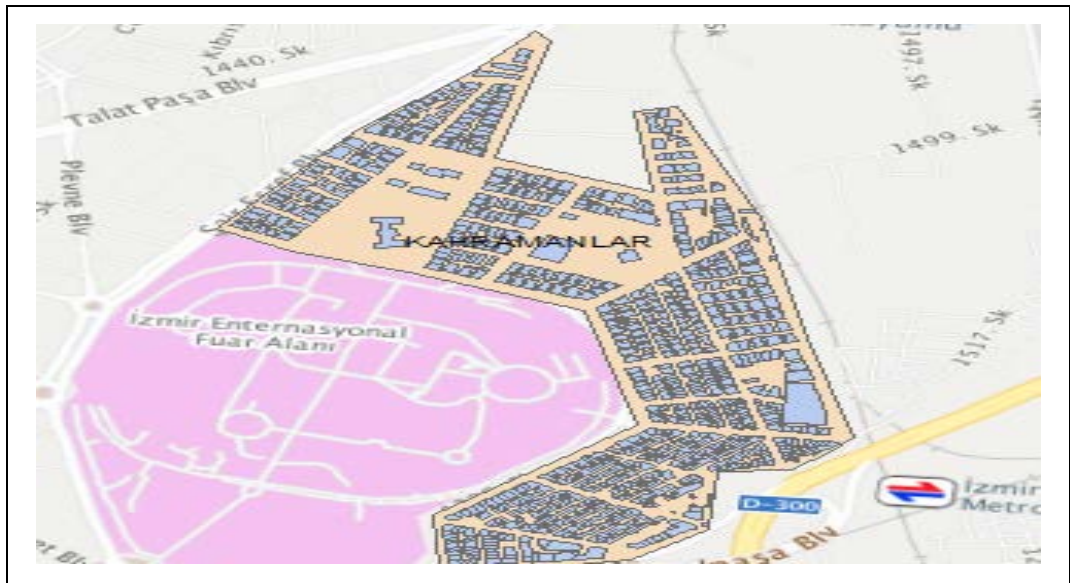 1440. Sk
Talat Paşa Blv
Plevne Blv
1497. Sk
1499. Sk
Sk
KAHRAMANLAR
İzmir Enternasyonal
Fuar Alanı
1517. Sk
D-300
İzmir
Metro
Blv